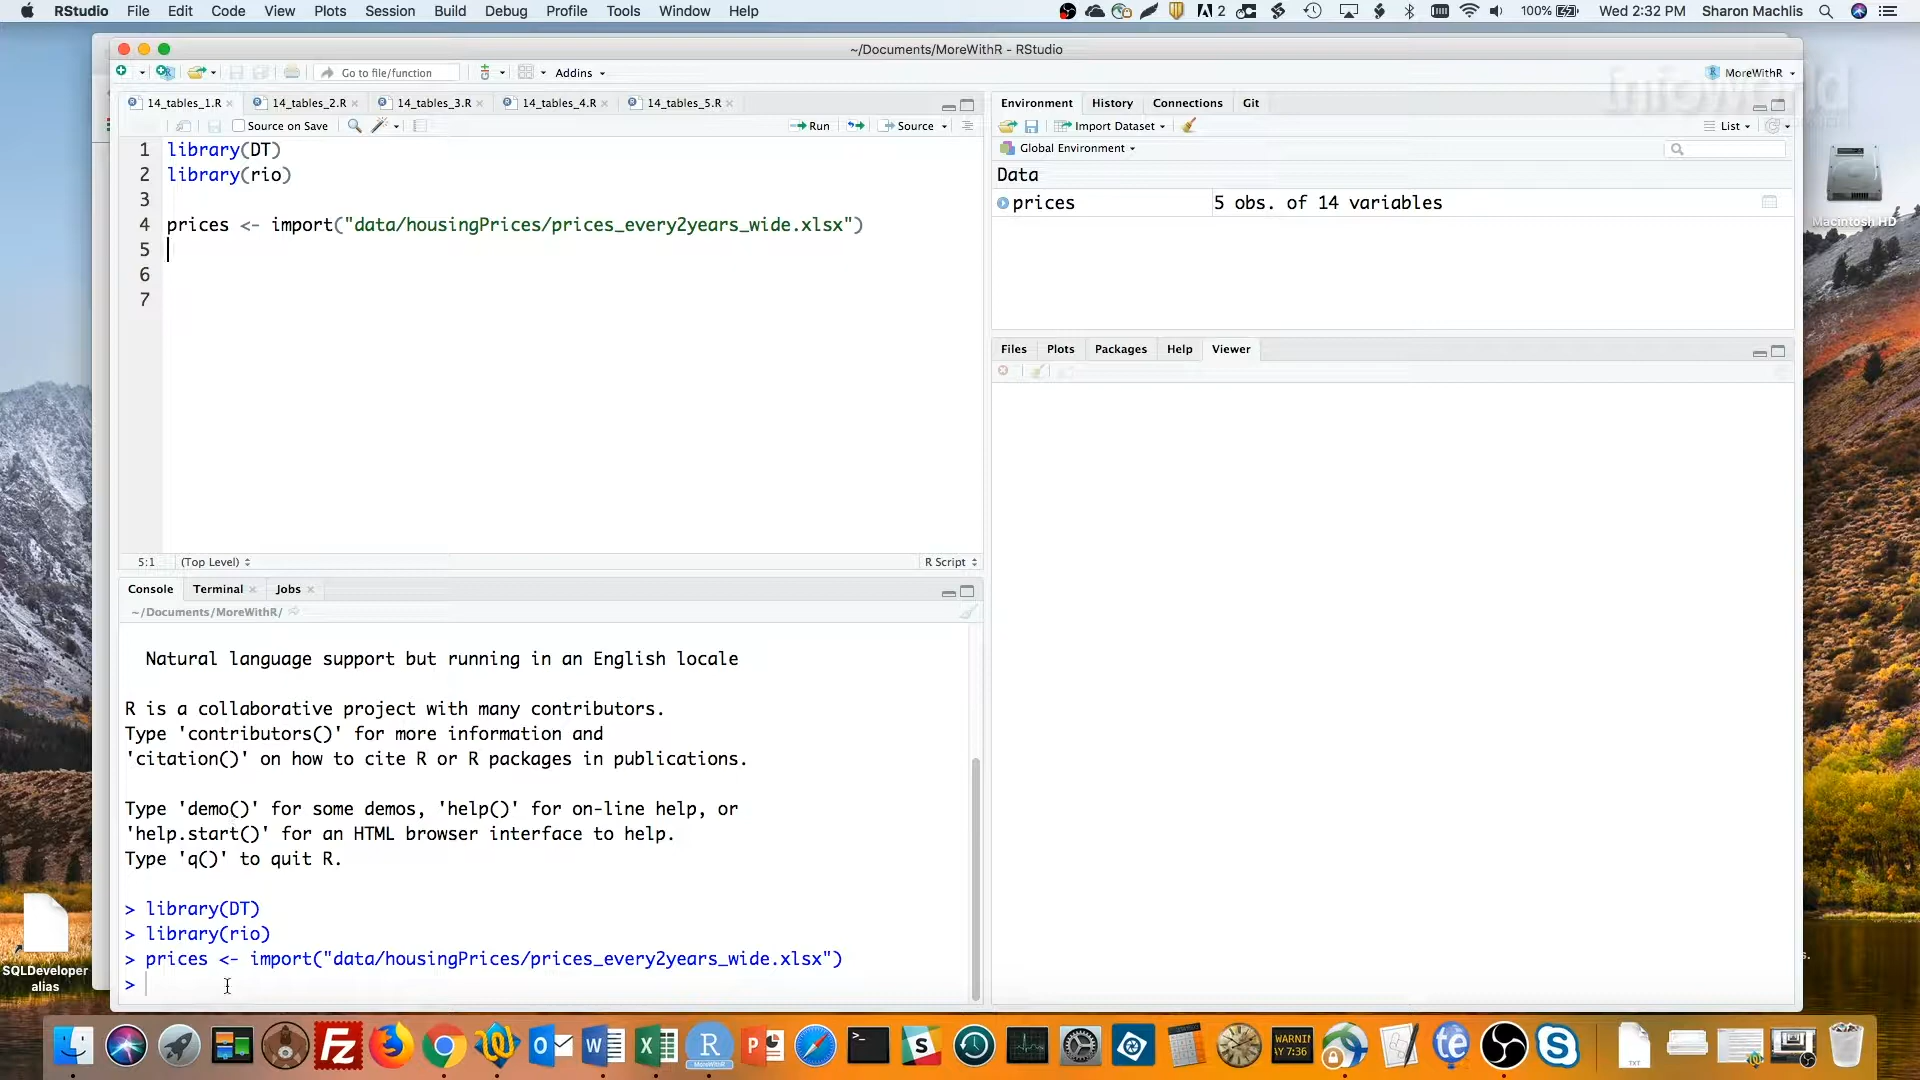 RStudio File Edit Code View Plots Session Build Debug Profile Tools Window Help
2 100% Wed 2:32 PM Sharon Machlis
~/Documents/MoreWithR - RStudio
Go to file/function Addins MoreWithR
infoworld
14_tables_1.R 14_tables_2.R 14_tables_3.R 14_tables_4.R 14_tables_5.R
Source on Save Run Source
1 library(DT)
2 library(rio)
3
4 prices <- import("data/housingPrices/prices_every2years_wide.xlsx")
5
6
7
5:1 (Top Level) R Script
Environment History Connections Git
Import Dataset List
Global Environment
Data
prices 5 obs. of 14 variables
Files Plots Packages Help Viewer
Macintosh HD
Console Terminal Jobs
~/Documents/MoreWithR/
Natural language support but running in an English locale
R is a collaborative project with many contributors.
Type 'contributors()' for more information and
'citation()' on how to cite R or R packages in publications.
Type 'demo()' for some demos, 'help()' for on-line help, or
'help.start()' for an HTML browser interface to help.
Type 'q()' to quit R.
> library(DT)
> library(rio)
> prices <- import("data/housingPrices/prices_every2years_wide.xlsx")
>
SQLDeveloper
alias